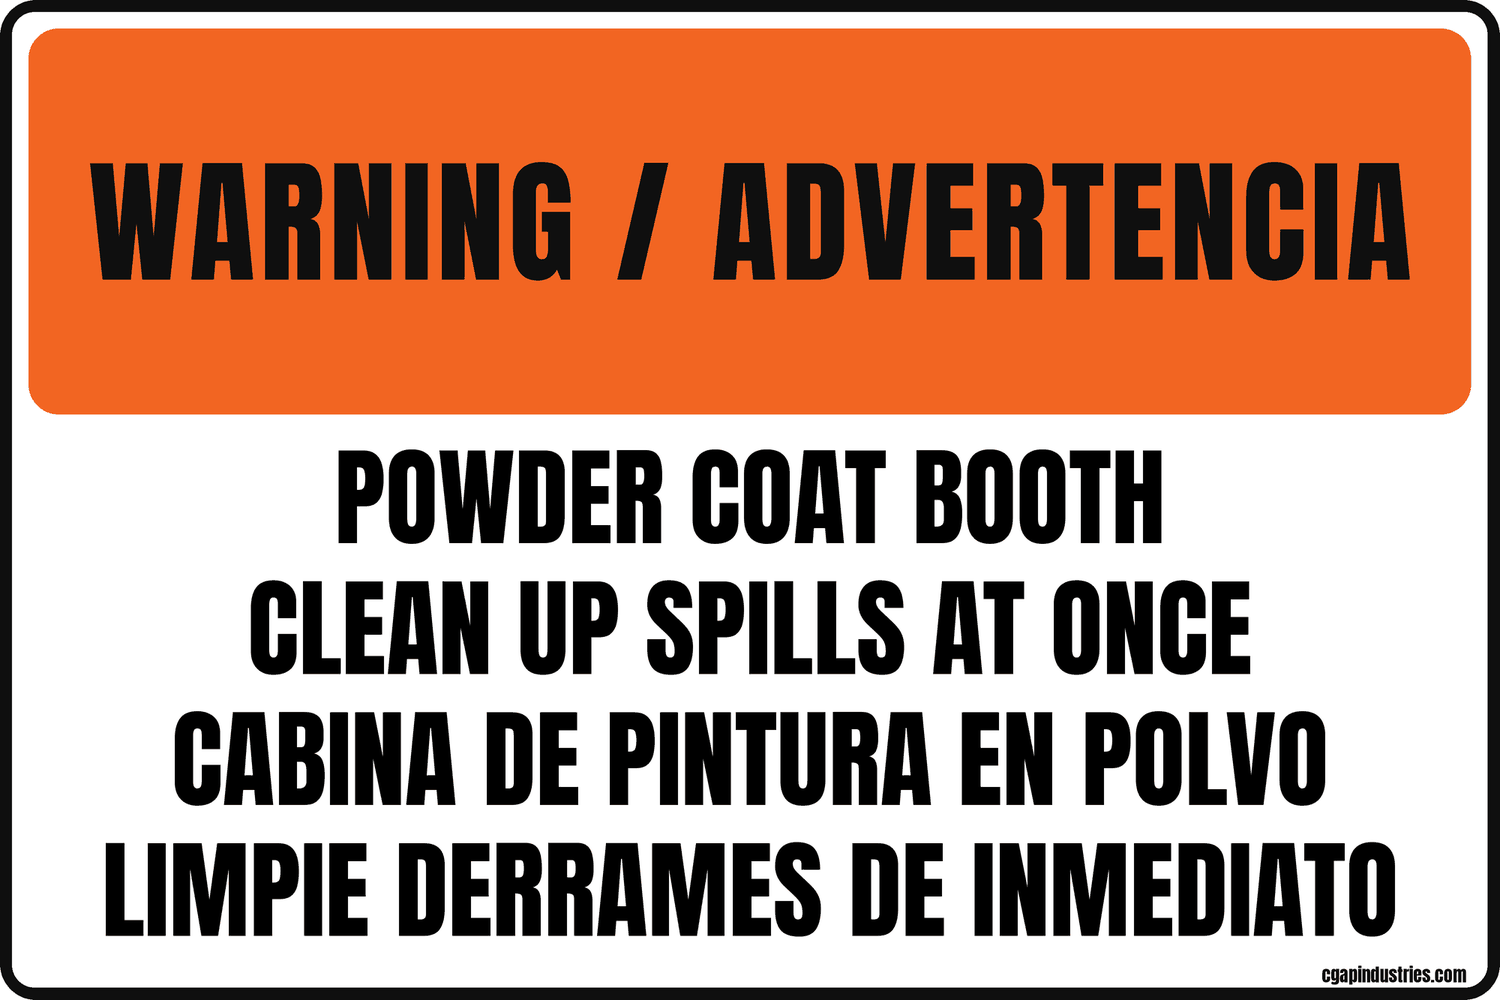 WARNING / ADVERTENCIA
POWDER COAT BOOTH
CLEAN UP SPILLS AT ONCE
CABINA DE PINTURA EN POLVO
LIMPIE DERRAMES DE INMEDIATO
cgapindustries.com